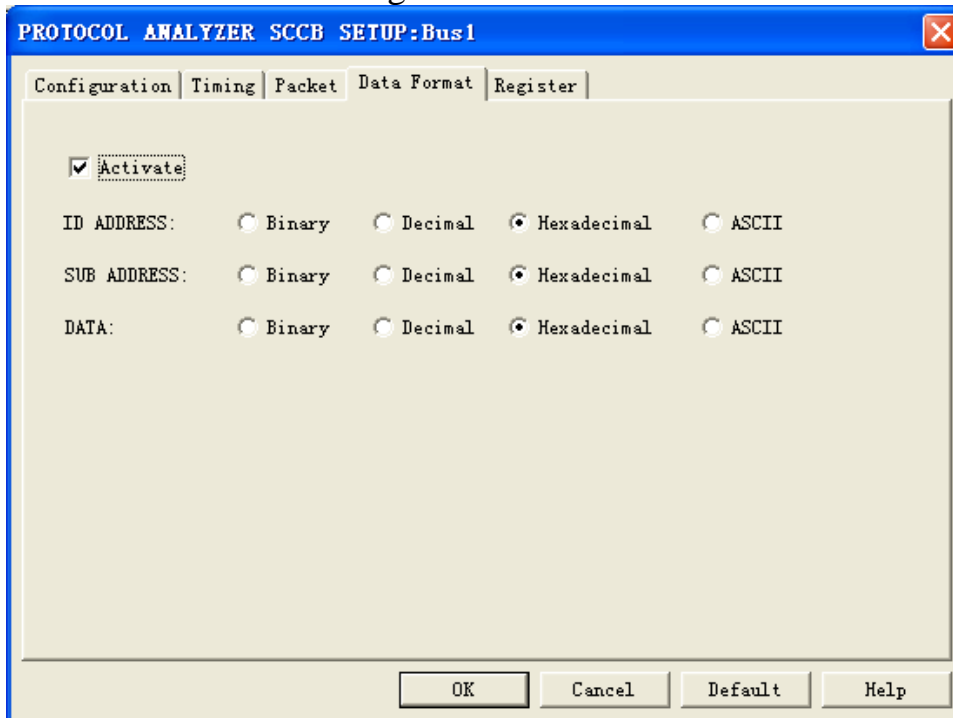 PROTOCOL ANALYZER SCCB SETUP:Bus1
Configuration Timing Packet Data Format Register
Activate
ID ADDRESS: Binary Decimal Hexadecimal ASCII
SUB ADDRESS: Binary Decimal Hexadecimal ASCII
DATA: Binary Decimal Hexadecimal ASCII
OK Cancel Default Help